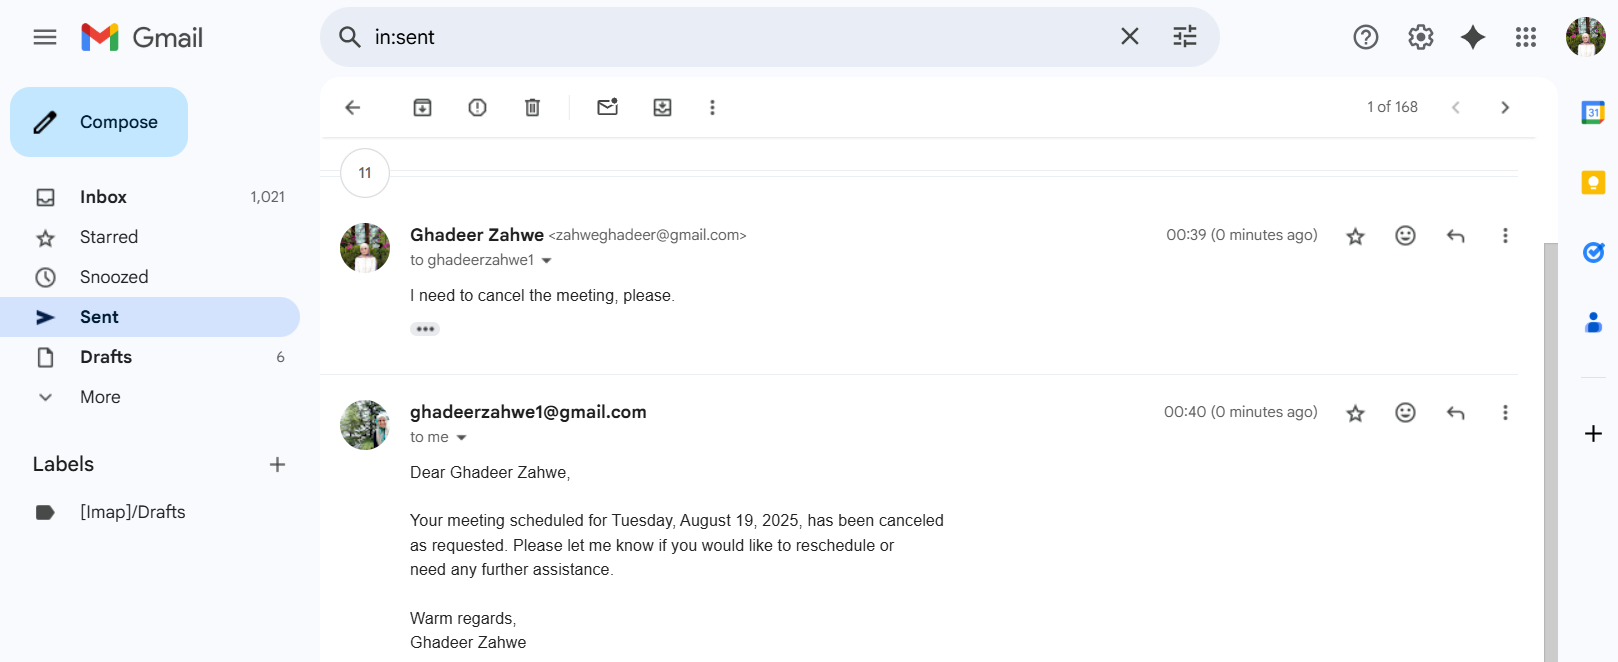 Gmail
in:sent
Compose
1 of 168
Inbox 1,021
Starred
Snoozed
Sent
Drafts 6
More
Labels
[Imap]/Drafts
11
Ghadeer Zahwe <zahweghadeer@gmail.com> 00:39 (0 minutes ago)
to ghadeerzahwe1
I need to cancel the meeting, please.
ghadeerzahwe1@gmail.com 00:40 (0 minutes ago)
to me
Dear Ghadeer Zahwe,
Your meeting scheduled for Tuesday, August 19, 2025, has been canceled
as requested. Please let me know if you would like to reschedule or
need any further assistance.
Warm regards,
Ghadeer Zahwe
31